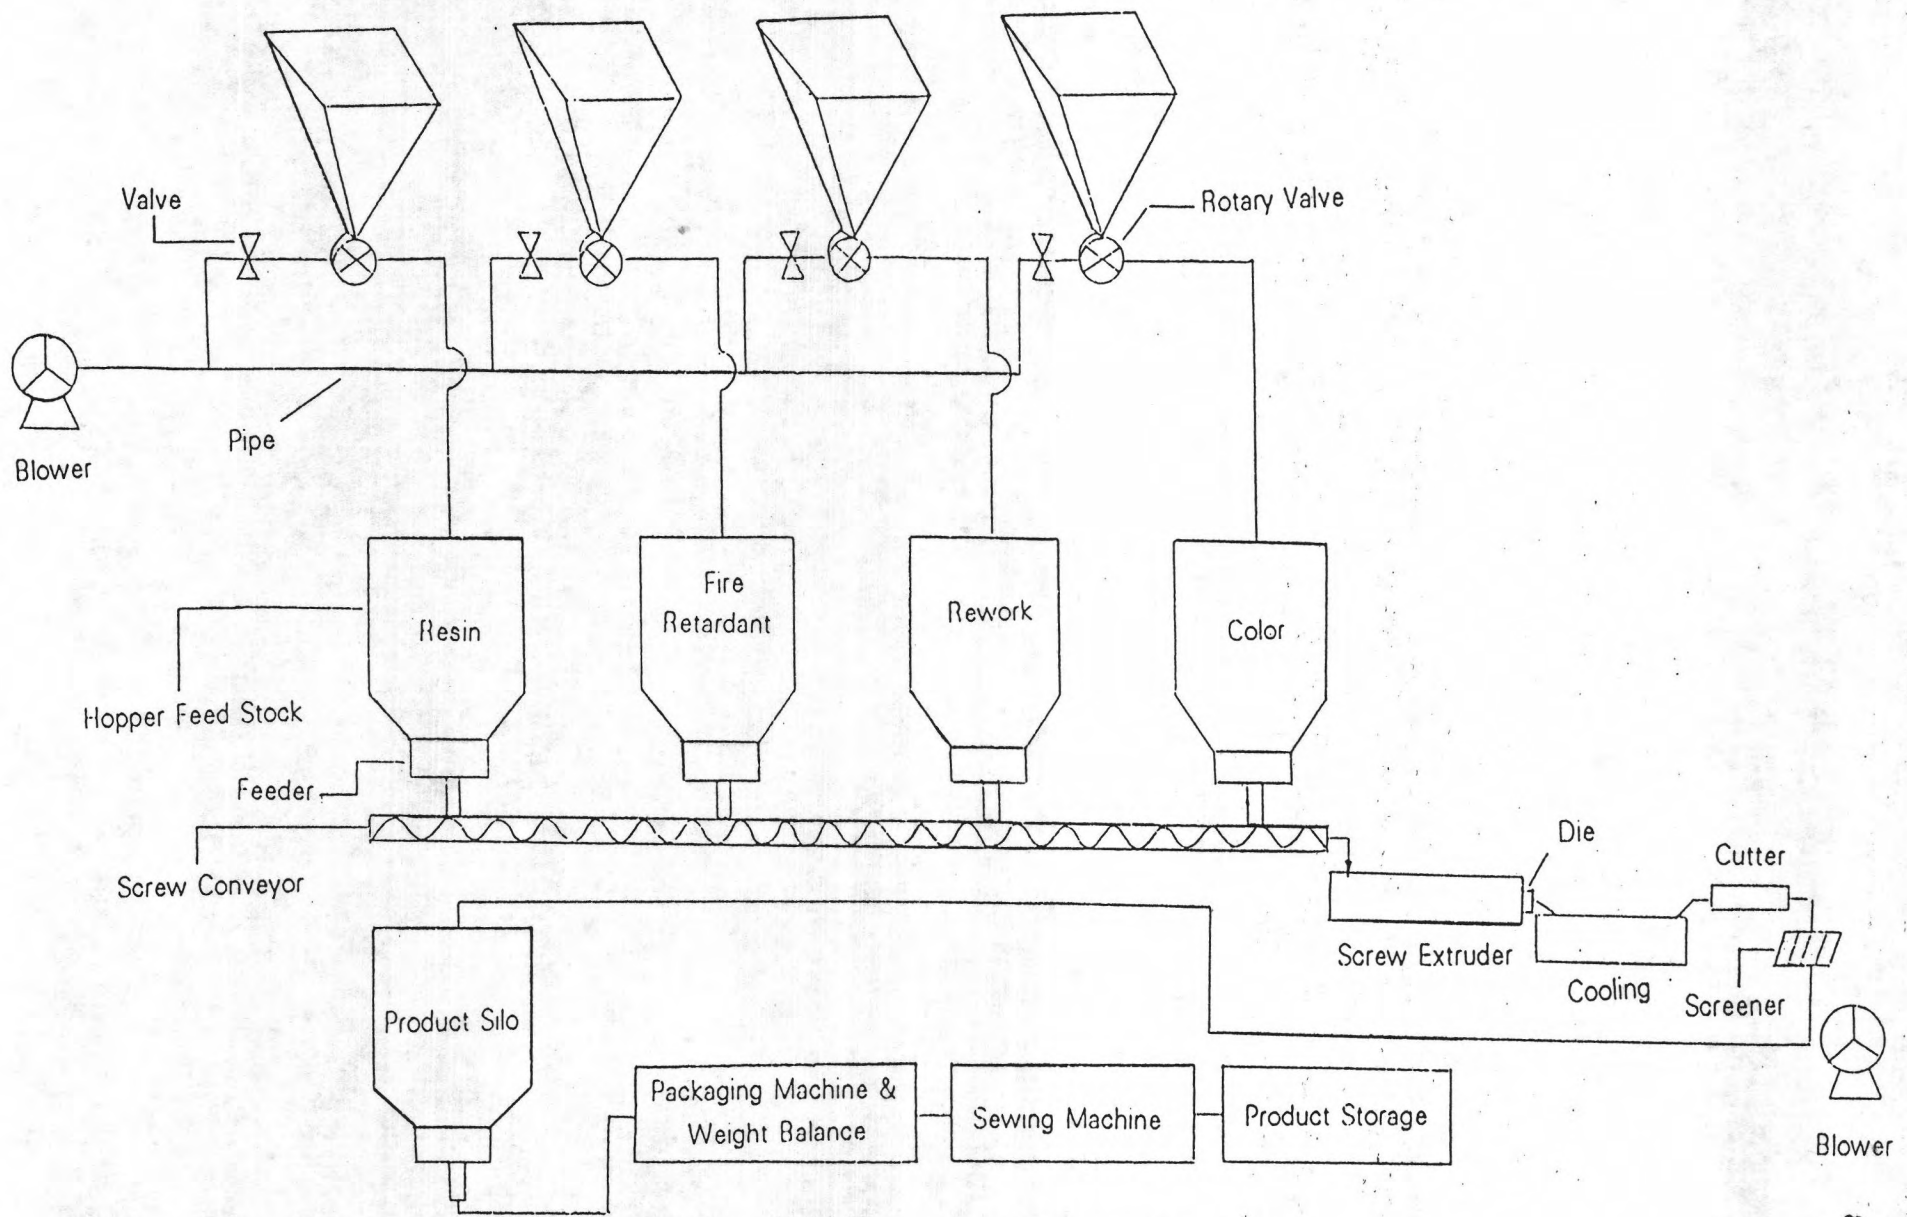 Valve
Rotary Valve
Pipe
Blower
Resin
Fire
Retardant
Rework
Color
Hopper Feed Stock
Feeder
Screw Conveyor
Die
Cutter
Screw Extruder
Cooling
Screener
Product Silo
Packaging Machine &
Weight Balance
Sewing Machine
Product Storage
Blower